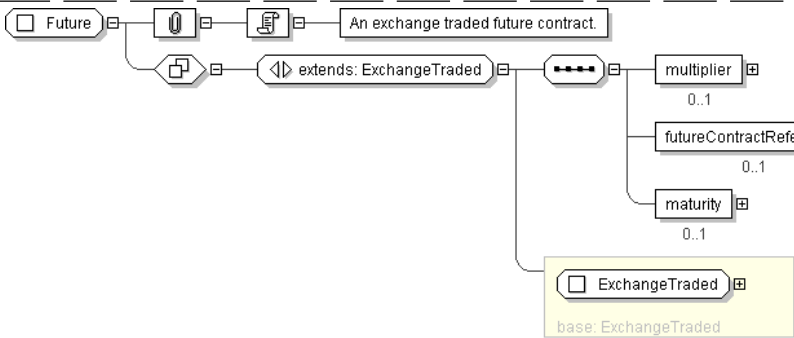 Future
An exchange traded future contract.
extends: ExchangeTraded
multiplier
0..1
futureContractRefe
0..1
maturity
0..1
ExchangeTraded
base: ExchangeTraded